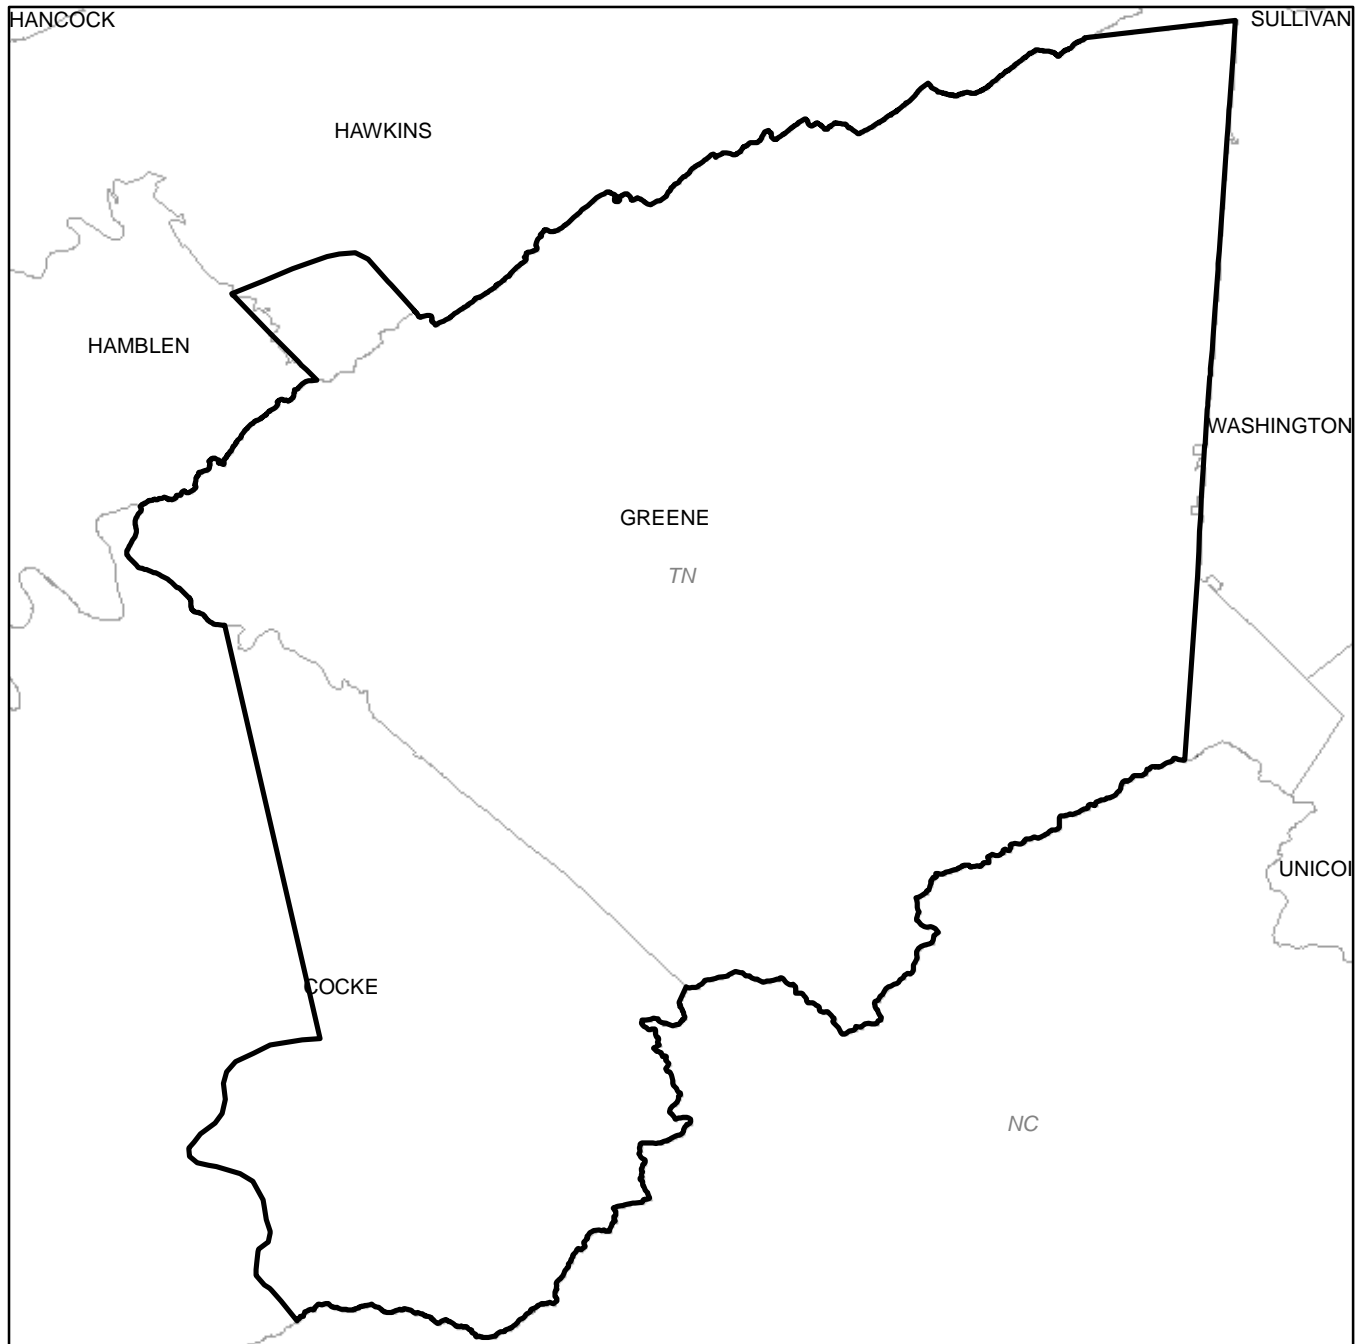 HANCOCK
SULLIVAN
HAWKINS
HAMBLEN
WASHINGTON
GREENE
TN
UNICOI
COCKE
NC